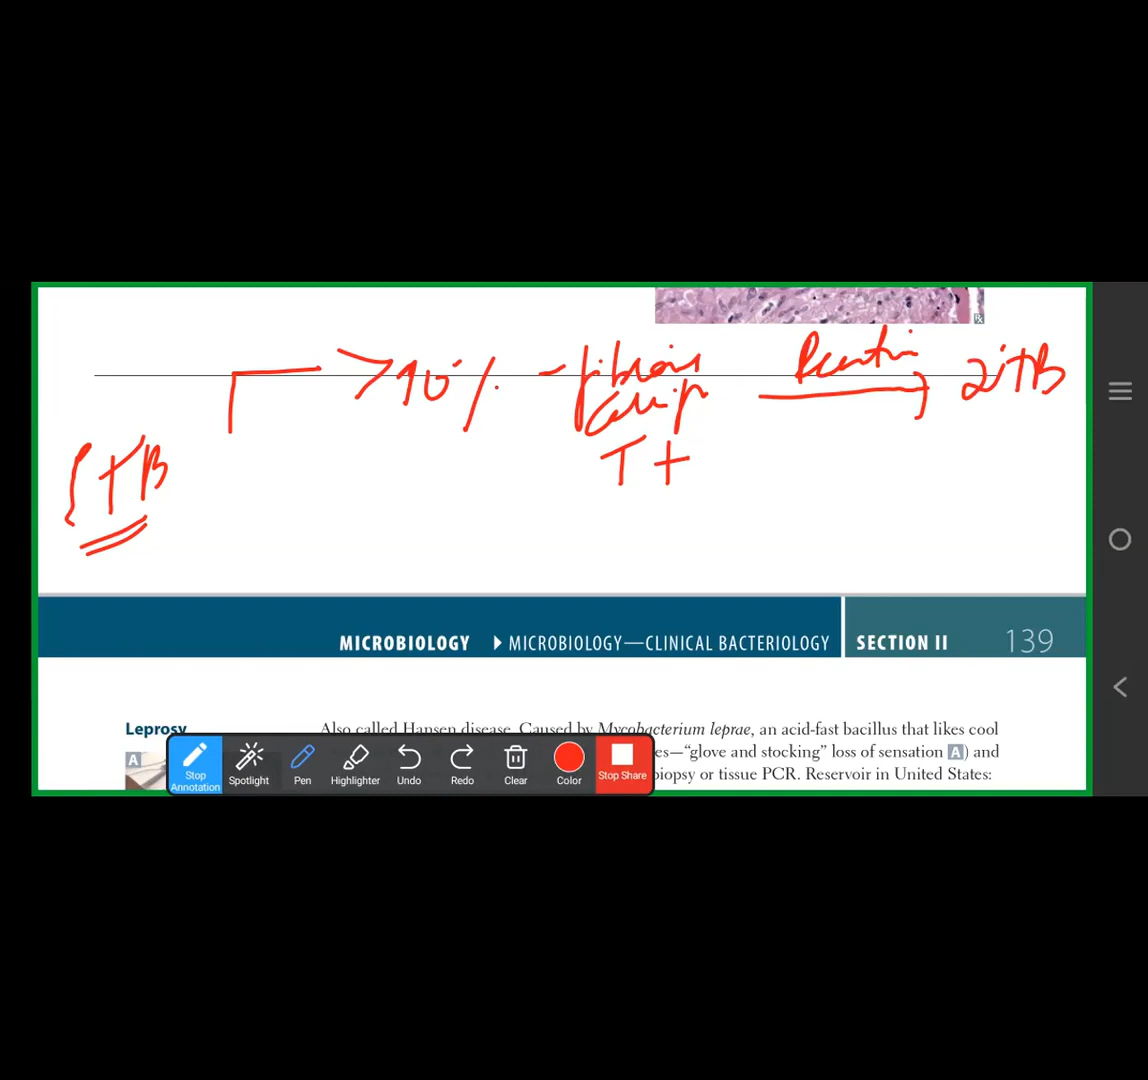 >90% - fibrosis
calcif
T +
2° TB
1° TB
MICROBIOLOGY ▶ MICROBIOLOGY—CLINICAL BACTERIOLOGY SECTION II 139
Leprosy Also called Hansen disease. Caused by Mycobacterium leprae, an acid-fast bacillus that likes cool
A es—“glove and stocking” loss of sensation A) and
biopsy or tissue PCR. Reservoir in United States:
Stop Annotation
Spotlight
Pen
Highlighter
Undo
Redo
Clear
Color
Stop Share